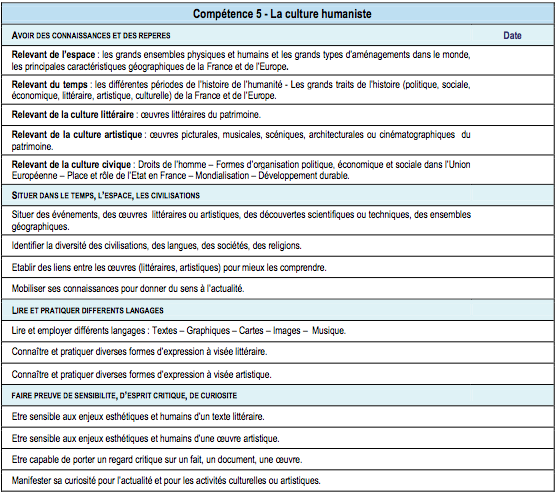 Compétence 5 - La culture humaniste
AVOIR DES CONNAISSANCES ET DES REPERES Date
Relevant de l'espace : les grands ensembles physiques et humains et les grands types d'aménagements dans le monde,
les principales caractéristiques géographiques de la France et de l'Europe.
Relevant du temps : les différentes périodes de l'histoire de l'humanité - Les grands traits de l'histoire (politique, sociale,
économique, littéraire, artistique, culturelle) de la France et de l'Europe.
Relevant de la culture littéraire : œuvres littéraires du patrimoine.
Relevant de la culture artistique : œuvres picturales, musicales, scéniques, architecturales ou cinématographiques du
patrimoine.
Relevant de la culture civique : Droits de l'homme – Formes d'organisation politique, économique et sociale dans l'Union
Européenne – Place et rôle de l'Etat en France – Mondialisation – Développement durable.
SITUER DANS LE TEMPS, L'ESPACE, LES CIVILISATIONS
Situer des événements, des œuvres littéraires ou artistiques, des découvertes scientifiques ou techniques, des ensembles
géographiques.
Identifier la diversité des civilisations, des langues, des sociétés, des religions.
Etablir des liens entre les œuvres (littéraires, artistiques) pour mieux les comprendre.
Mobiliser ses connaissances pour donner du sens à l'actualité.
LIRE ET PRATIQUER DIFFERENTS LANGAGES
Lire et employer différents langages : Textes – Graphiques – Cartes – Images – Musique.
Connaître et pratiquer diverses formes d'expression à visée littéraire.
Connaître et pratiquer diverses formes d'expression à visée artistique.
FAIRE PREUVE DE SENSIBILITE, D'ESPRIT CRITIQUE, DE CURIOSITE
Etre sensible aux enjeux esthétiques et humains d'un texte littéraire.
Etre sensible aux enjeux esthétiques et humains d'une œuvre artistique.
Etre capable de porter un regard critique sur un fait, un document, une œuvre.
Manifester sa curiosité pour l'actualité et pour les activités culturelles ou artistiques.